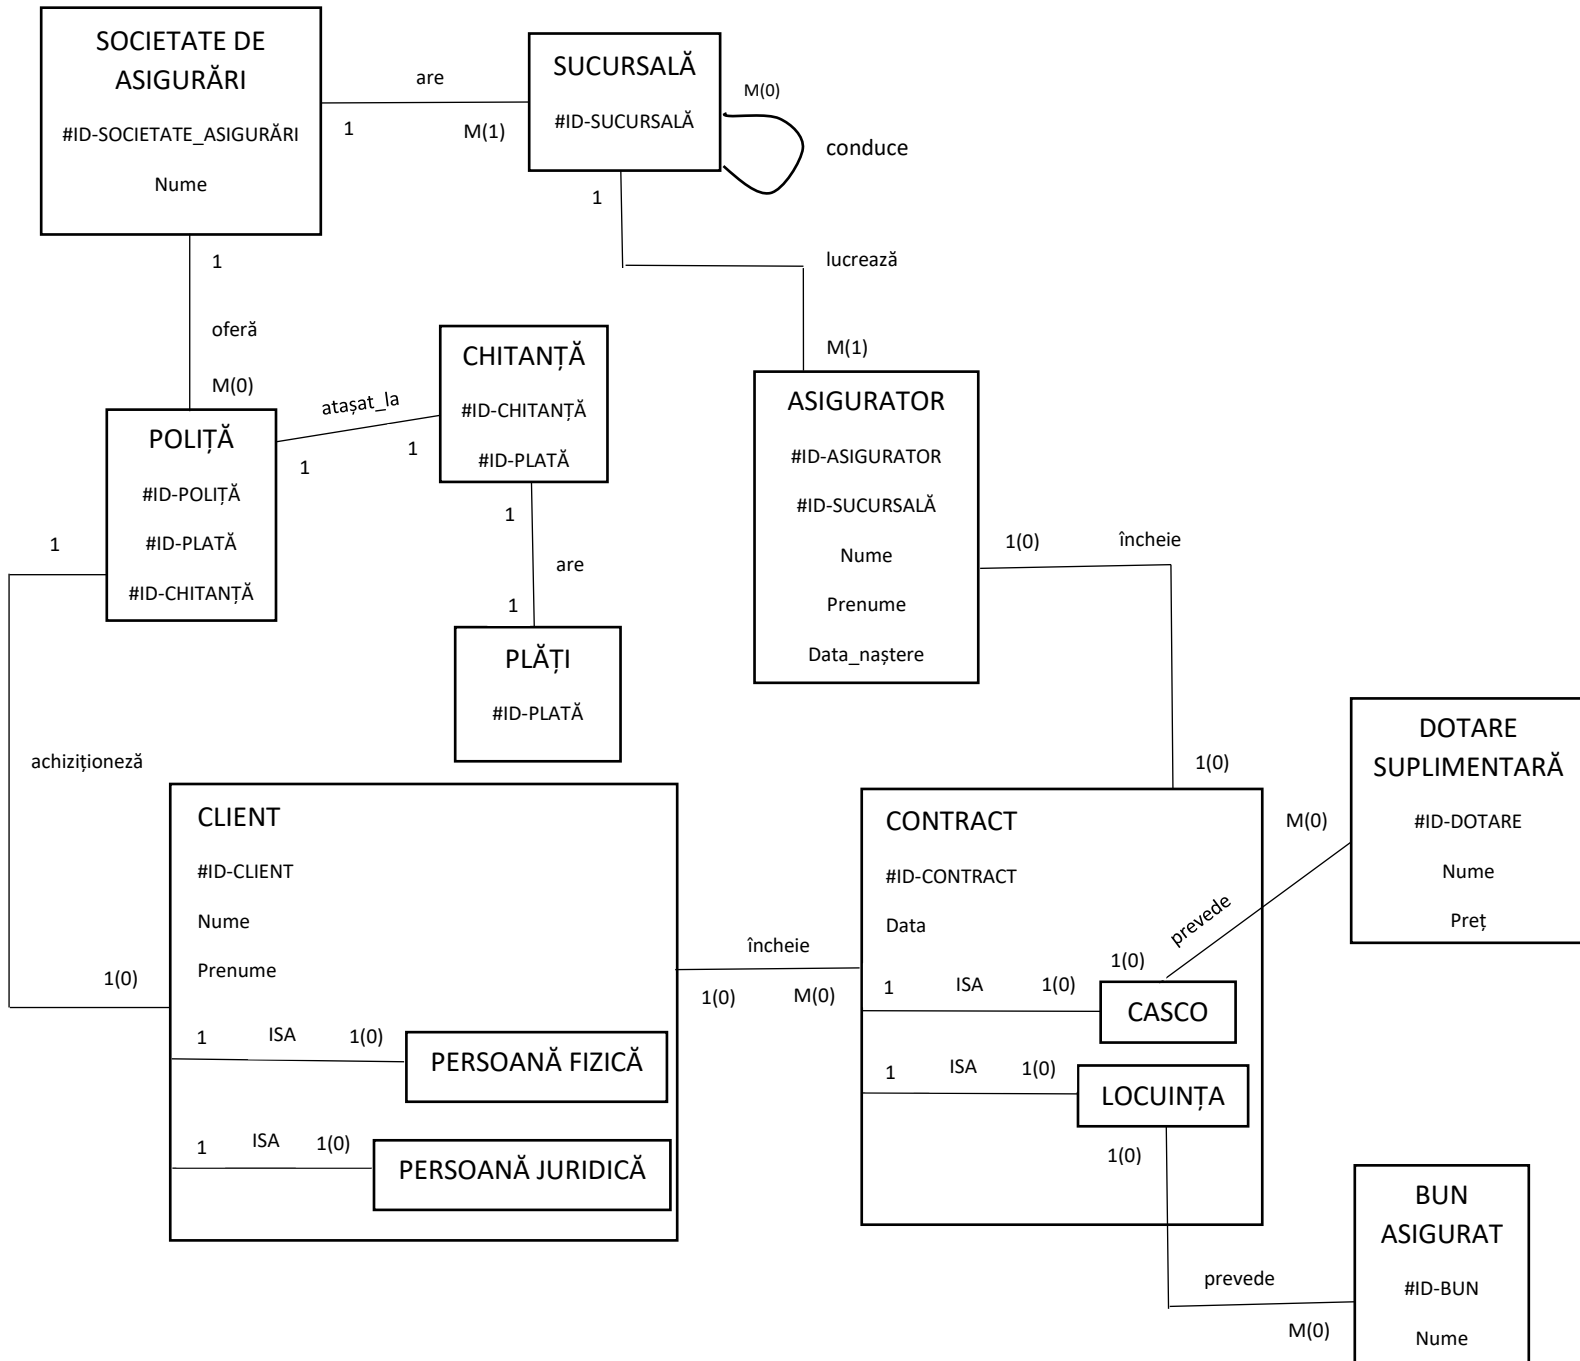 SOCIETATE DE
ASIGURĂRI
#ID-SOCIETATE_ASIGURĂRI
Nume
are
1
M(1)
SUCURSALĂ
#ID-SUCURSALĂ
M(0)
conduce
1
lucrează
M(1)
1
oferă
M(0)
POLIȚĂ
#ID-POLIȚĂ
#ID-PLATĂ
#ID-CHITANȚĂ
atașat_la
1
1
CHITANȚĂ
#ID-CHITANȚĂ
#ID-PLATĂ
1
are
1
PLĂȚI
#ID-PLATĂ
ASIGURATOR
#ID-ASIGURATOR
#ID-SUCURSALĂ
Nume
Prenume
Data_naștere
1(0)
încheie
1(0)
1
achiziționeză
1(0)
CLIENT
#ID-CLIENT
Nume
Prenume
1
ISA
1(0)
PERSOANĂ FIZICĂ
1
ISA
1(0)
PERSOANĂ JURIDICĂ
încheie
1(0)
M(0)
CONTRACT
#ID-CONTRACT
Data
1
ISA
1(0)
1(0)
CASCO
prevede
M(0)
1
ISA
1(0)
LOCUINȚA
1(0)
DOTARE
SUPLIMENTARĂ
#ID-DOTARE
Nume
Preț
prevede
M(0)
BUN
ASIGURAT
#ID-BUN
Nume